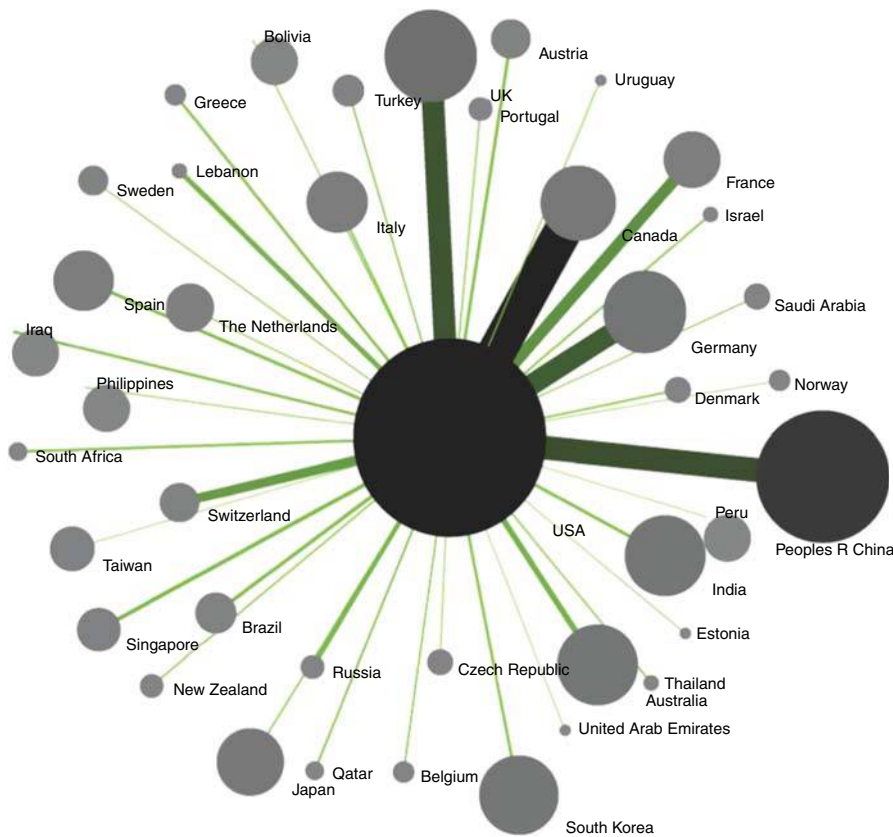 Bolivia
Austria
Uruguay
Greece
Turkey
UK
Portugal
Lebanon
Sweden
France
Israel
Italy
Canada
Spain
The Netherlands
Saudi Arabia
Iraq
Germany
Philippines
Denmark
Norway
South Africa
Switzerland
Peru
USA
Peoples R China
Taiwan
India
Singapore
Brazil
Estonia
New Zealand
Russia
Czech Republic
Thailand
Australia
United Arab Emirates
Qatar
Belgium
Japan
South Korea